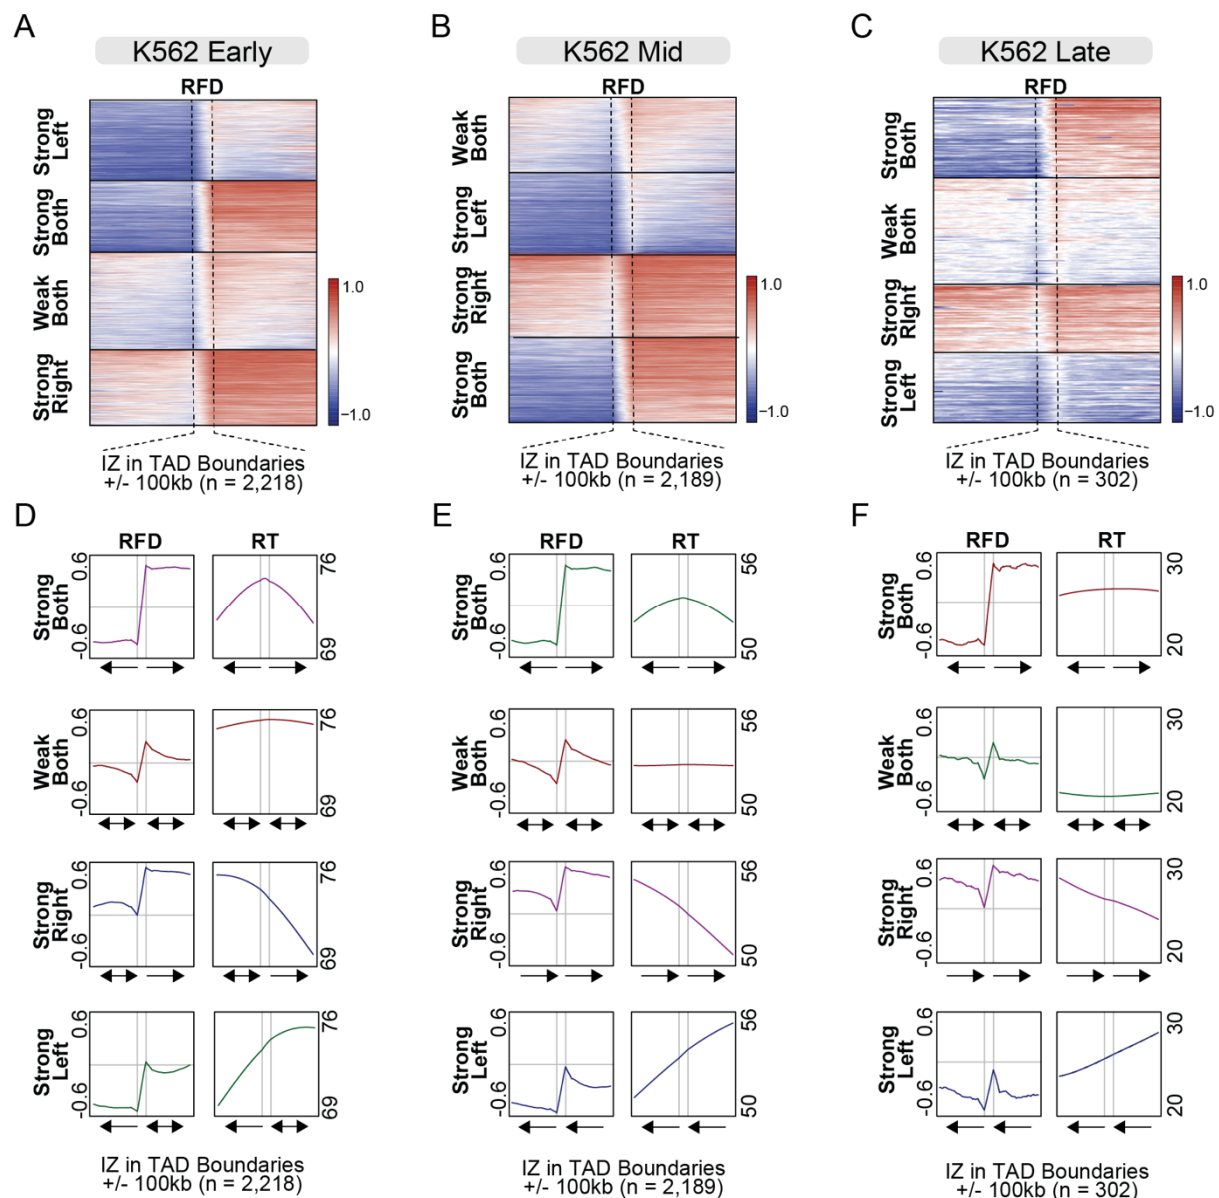 A
B
C
K562 Early
K562 Mid
K562 Late
RFD
RFD
RFD
Strong
Left
Strong
Both
Weak
Both
Strong
Right
1.0
−1.0
Weak
Both
Strong
Left
Strong
Right
Strong
Both
1.0
−1.0
Strong
Both
Weak
Both
Strong
RIght
Strong
Left
1.0
−1.0
IZ in TAD Boundaries
+/- 100kb (n = 2,218)
IZ in TAD Boundaries
+/- 100kb (n = 2,189)
IZ in TAD Boundaries
+/- 100kb (n = 302)
D
E
F
RFD
RT
RFD
RT
RFD
RT
Strong
Both
0.6
-0.6
76
69
0.6
Strong
Both
-0.6
56
50
Strong
Both
0.6
-0.6
30
20
Weak
Both
0.6
-0.6
76
69
Weak
Both
0.6
-0.6
56
50
Weak
Both
0.6
-0.6
30
20
Strong
Right
0.6
-0.6
76
69
Strong
Right
0.6
-0.6
56
50
Strong
Right
0.6
-0.6
30
20
Strong
Left
0.6
-0.6
76
69
Strong
Left
0.6
-0.6
56
50
Strong
Left
0.6
-0.6
30
20
IZ in TAD Boundaries
+/- 100kb (n = 2,218)
IZ in TAD Boundaries
+/- 100kb (n = 2,189)
IZ in TAD Boundaries
+/- 100kb (n = 302)